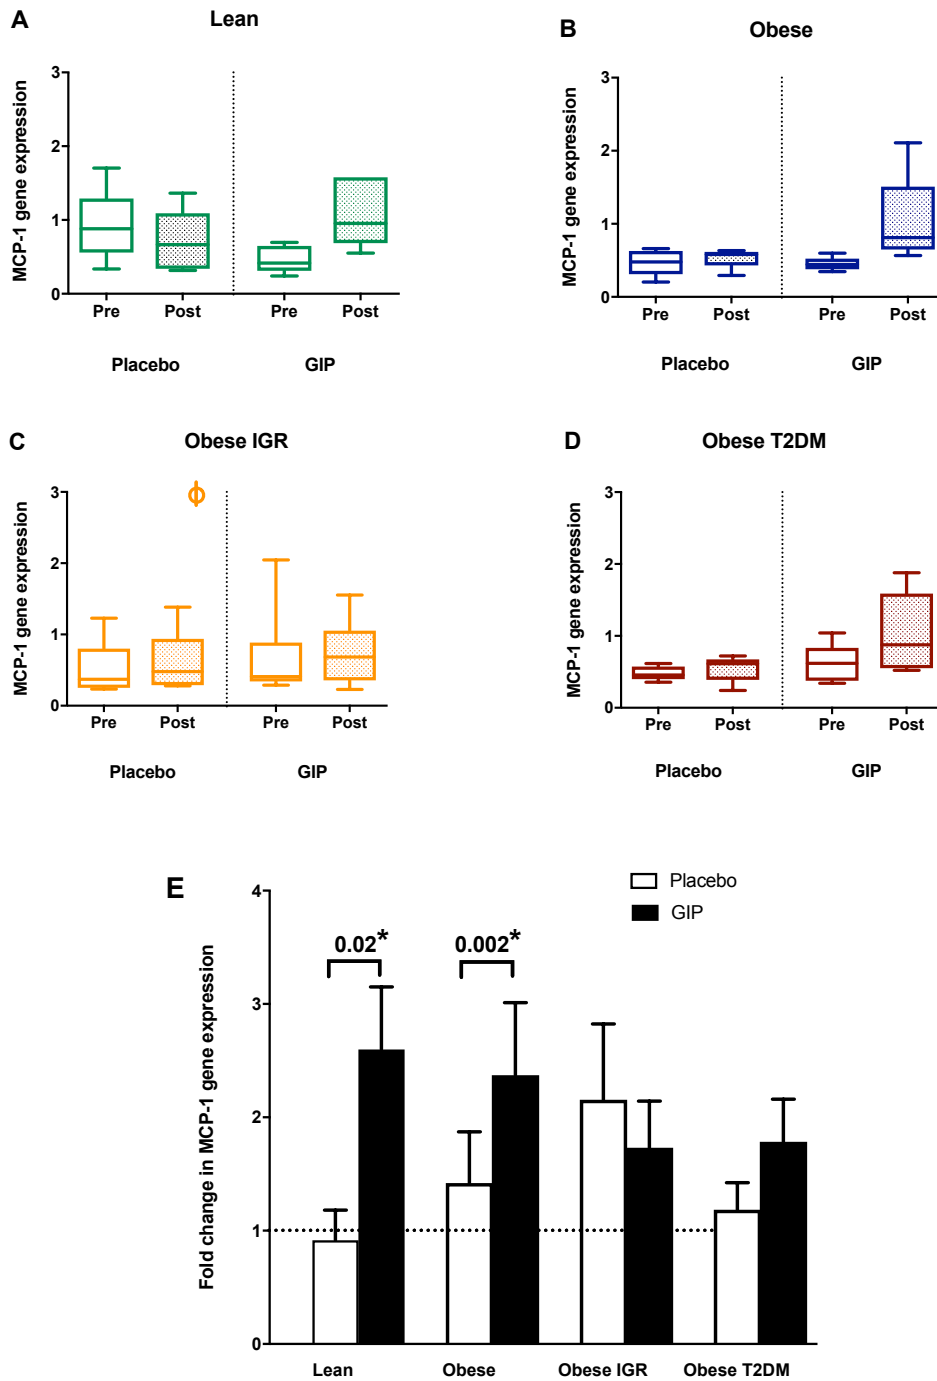 A
Lean
MCP-1 gene expression
3
2
1
0
Pre
Post
Pre
Post
Placebo
GIP
B
Obese
MCP-1 gene expression
3
2
1
0
Pre
Post
Pre
Post
Placebo
GIP
C
Obese IGR
MCP-1 gene expression
3
2
1
0
Pre
Post
Pre
Post
Placebo
GIP
D
Obese T2DM
MCP-1 gene expression
3
2
1
0
Pre
Post
Pre
Post
Placebo
GIP
E
Placebo
GIP
Fold change in MCP-1 gene expression
4
3
2
1
0
0.02*
0.002*
Lean
Obese
Obese IGR
Obese T2DM